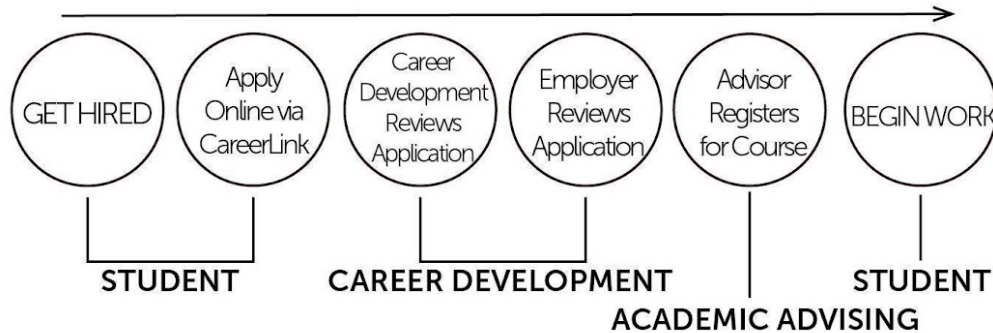 GET HIRED
Apply
Online via
CareerLink
Career
Development
Reviews
Application
Employer
Reviews
Application
Advisor
Registers
for Course
BEGIN WORK
STUDENT
CAREER DEVELOPMENT
ACADEMIC ADVISING
STUDENT